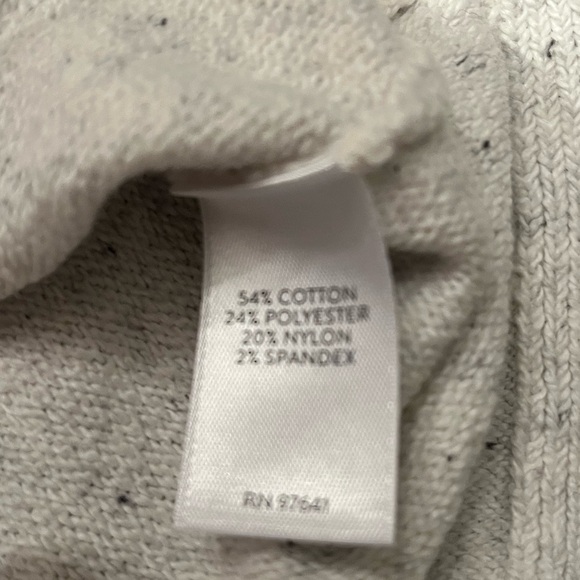 54% COTTON
24% POLYESTER
20% NYLON
2% SPANDEX
RN 97641